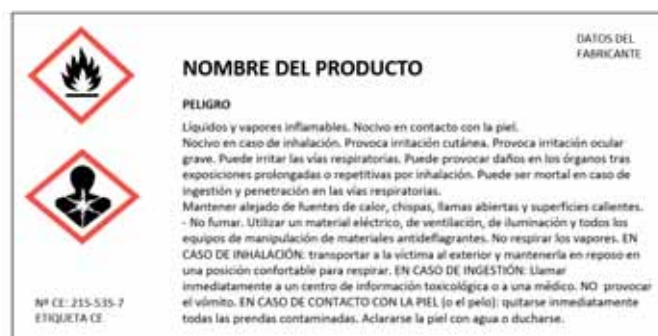 DATOS DEL
FABRICANTE
NOMBRE DEL PRODUCTO
PELIGRO
Líquidos y vapores inflamables. Nocivo en contacto con la piel.
Nocivo en caso de inhalación. Provoca irritación cutánea. Provoca irritación ocular
grave. Puede irritar las vías respiratorias. Puede provocar daños en los órganos tras
exposiciones prolongadas o repetitivas por inhalación. Puede ser mortal en caso de
ingestión y penetración en las vías respiratorias.
Mantener alejado de fuentes de calor, chispas, llamas abiertas y superficies calientes.
- No fumar. Utilizar un material eléctrico, de ventilación, de iluminación y todos los
equipos de manipulación de materiales antideflagrantes. No respirar los vapores. EN
CASO DE INHALACIÓN: transportar a la víctima al exterior y mantenerla en reposo en
una posición confortable para respirar. EN CASO DE INGESTIÓN: Llamar
inmediatamente a un centro de información toxicológico o a una médico. NO provocar
el vómito. EN CASO DE CONTACTO CON LA PIEL (o el pelo): quitarse inmediatamente
todas las prendas contaminadas. Aclararse la piel con agua o ducharse.
Nº CE: 215-535-7
ETIQUETA CE